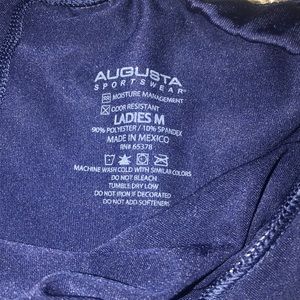 AUGUSTA
SPORTSWEAR
MOISTURE MANAGEMENT
ODOR RESISTANT
LADIES M
90% POLYESTER / 10% SPANDEX
MADE IN MEXICO
RN# 65378
MACHINE WASH COLD WITH SIMILAR COLORS
DO NOT BLEACH
TUMBLE DRY LOW
DO NOT IRON IF DECORATED
DO NOT ADD SOFTENERS